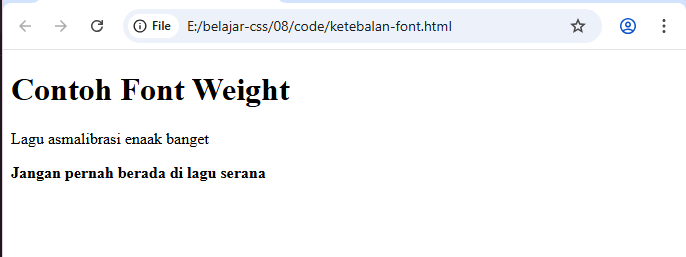 File E:/belajar-css/08/code/ketebalan-font.html
Contoh Font Weight
Lagu asmalibrasi enaak banget
Jangan pernah berada di lagu serana